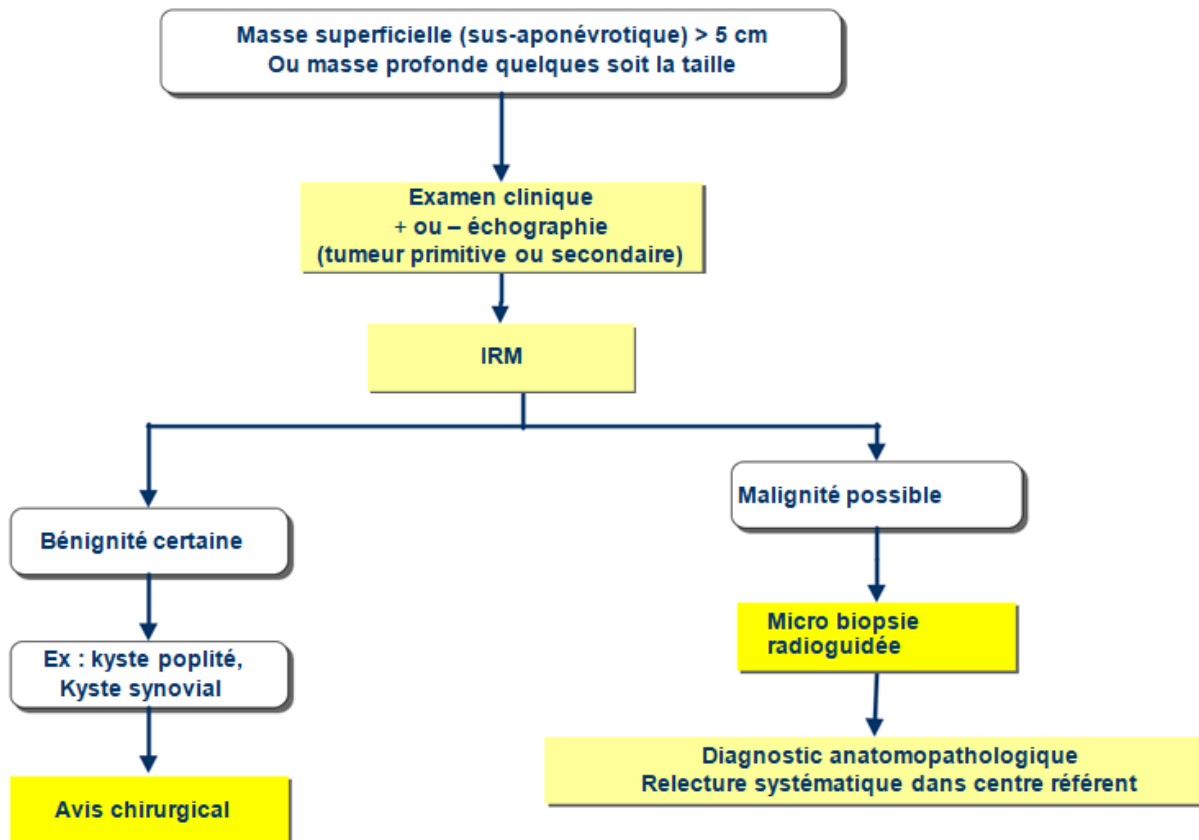 Masse superficielle (sus-aponévrotique) > 5 cm
Ou masse profonde quelques soit la taille
Examen clinique
+ ou – échographie
(tumeur primitive ou secondaire)
IRM
Bénignité certaine
Ex : kyste poplité,
Kyste synovial
Avis chirurgical
Malignité possible
Micro biopsie
radioguidée
Diagnostic anatomopathologique
Relecture systématique dans centre référent